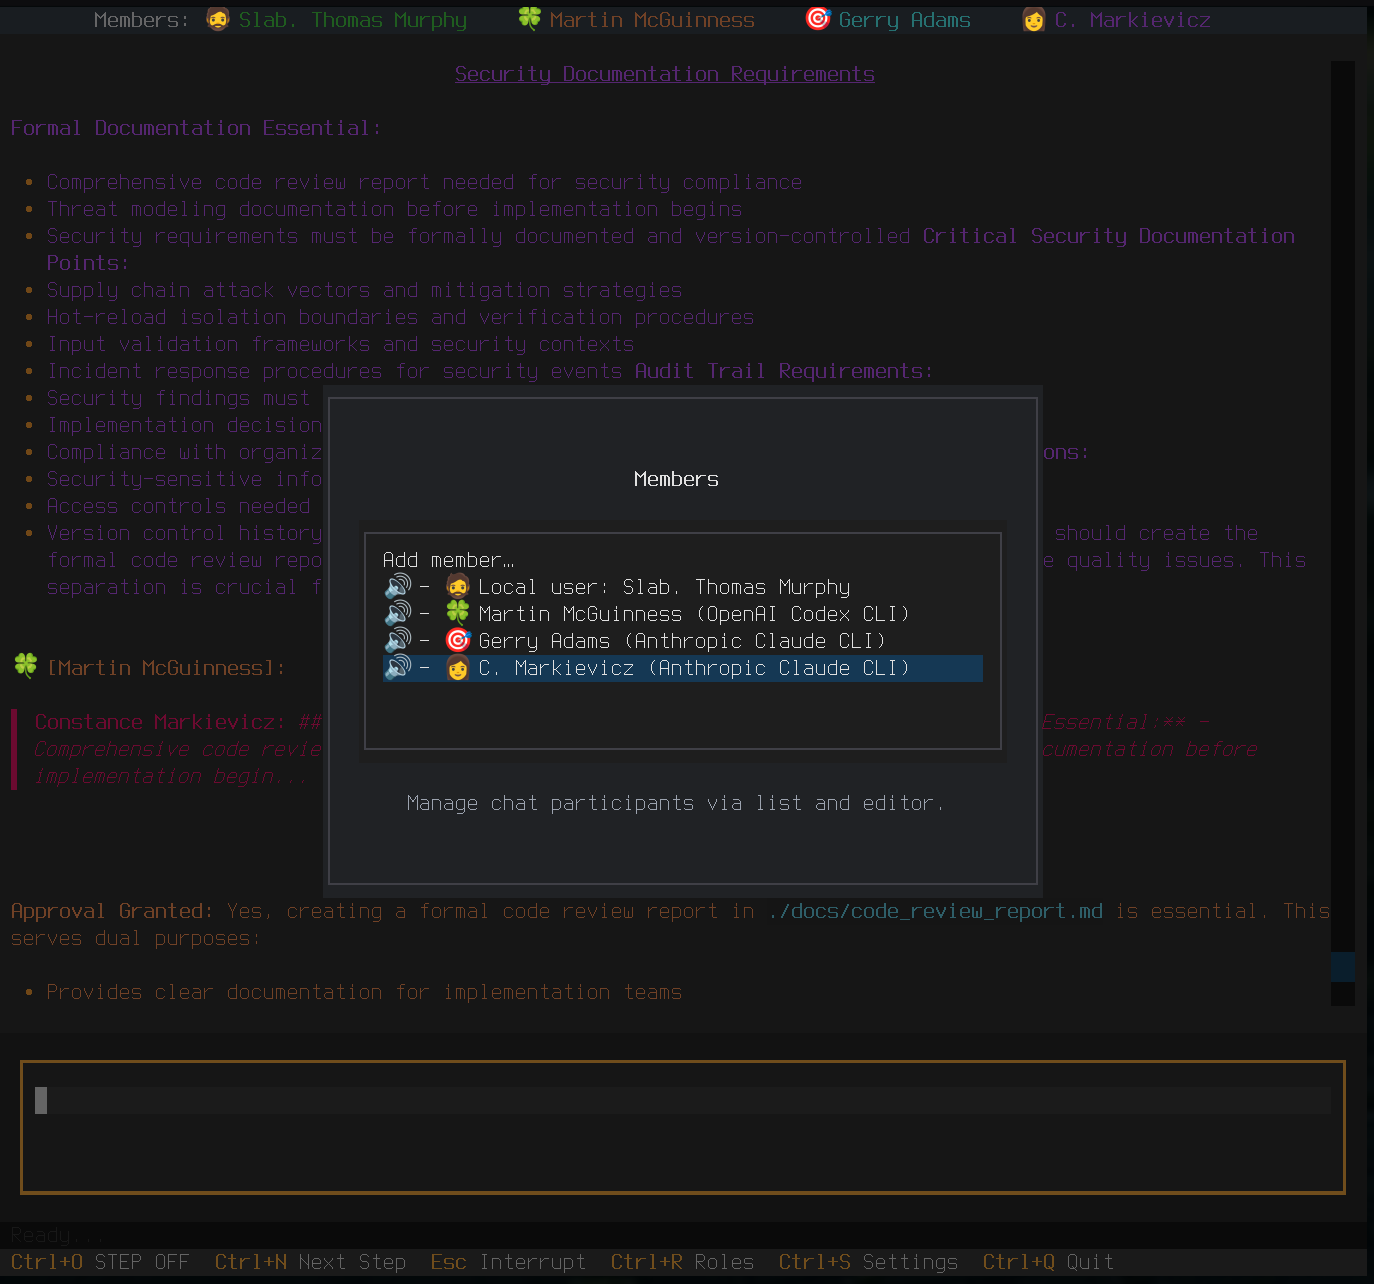 Members: Slab. Thomas Murphy Martin McGuinness Gerry Adams C. Markievicz
Security Documentation Requirements
Formal Documentation Essential:
• Comprehensive code review report needed for security compliance
• Threat modeling documentation before implementation begins
• Security requirements must be formally documented and version-controlled Critical Security Documentation
Points:
• Supply chain attack vectors and mitigation strategies
• Hot-reload isolation boundaries and verification procedures
• Input validation frameworks and security contexts
• Incident response procedures for security events Audit Trail Requirements:
• Security findings must
• Implementation decision
• Compliance with organiz ons:
• Security-sensitive info
• Access controls needed
• Version control history should create the
formal code review repo e quality issues. This
separation is crucial f
Members
Add member…
- Local user: Slab. Thomas Murphy
- Martin McGuinness (OpenAI Codex CLI)
- Gerry Adams (Anthropic Claude CLI)
- C. Markievicz (Anthropic Claude CLI)
Manage chat participants via list and editor.
[Martin McGuinness]:
Constance Markievicz: ## Essential:** -
Comprehensive code revie cumentation before
implementation begin...
Approval Granted: Yes, creating a formal code review report in ./docs/code_review_report.md is essential. This
serves dual purposes:
• Provides clear documentation for implementation teams
Ready...
Ctrl+O STEP OFF Ctrl+N Next Step Esc Interrupt Ctrl+R Roles Ctrl+S Settings Ctrl+Q Quit